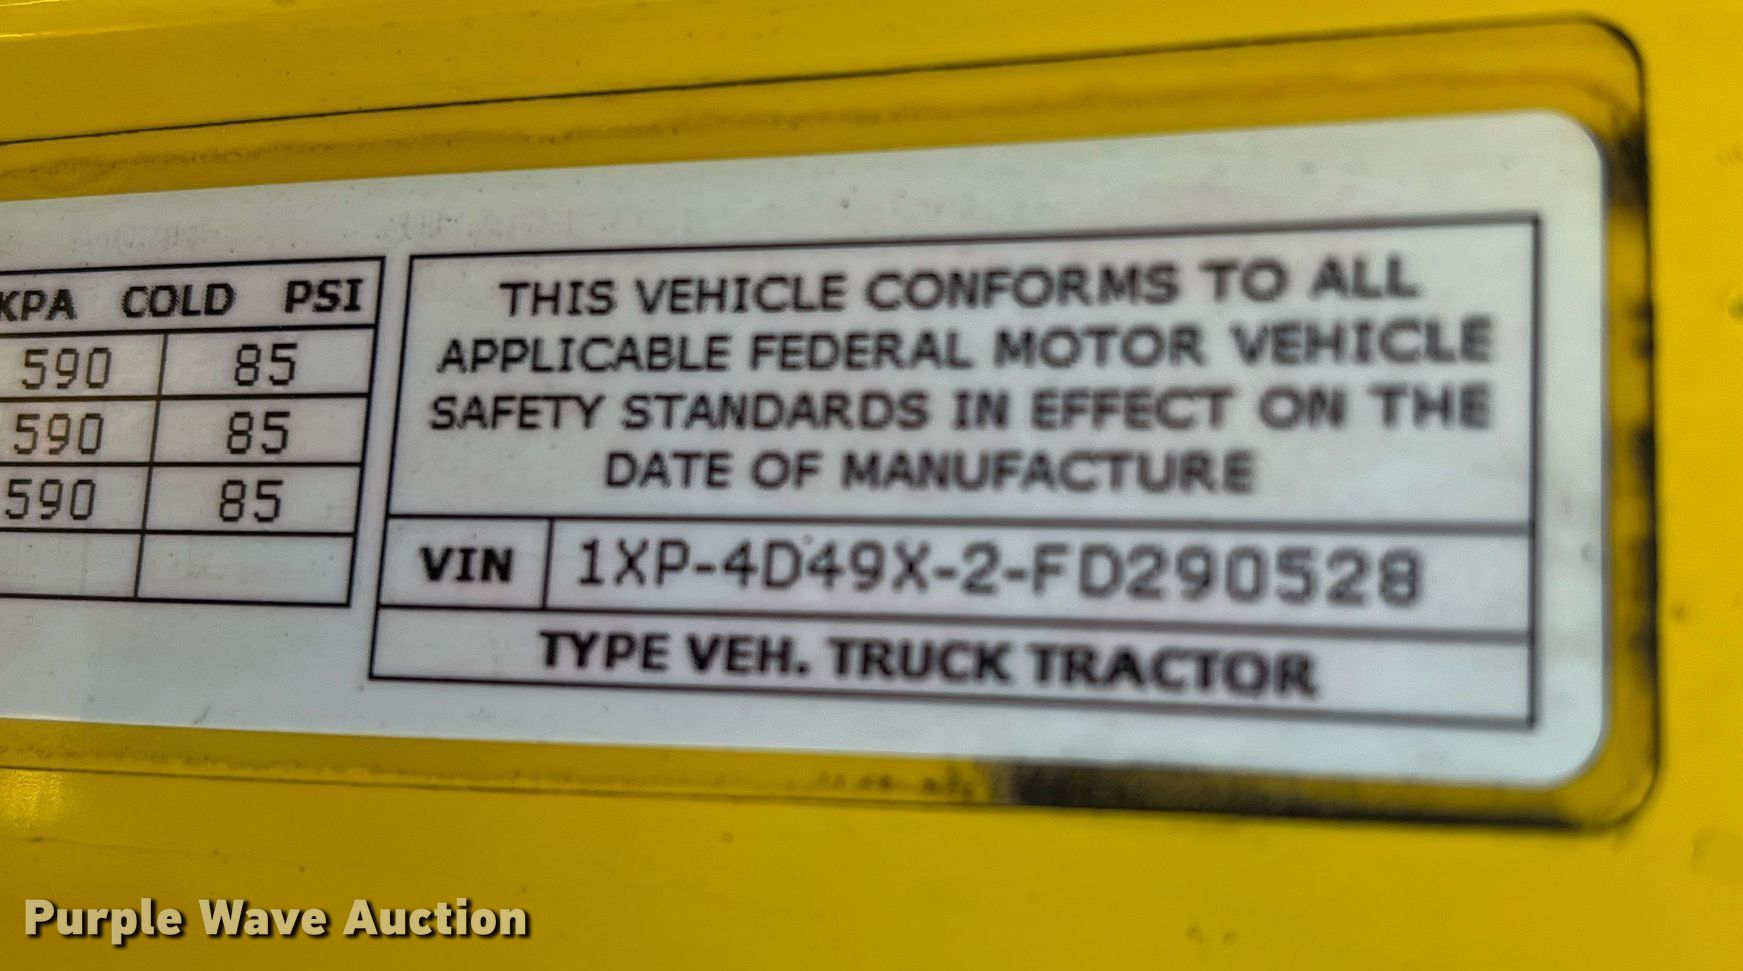 KPA COLD PSI
590 85
590 85
590 85
THIS VEHICLE CONFORMS TO ALL
APPLICABLE FEDERAL MOTOR VEHICLE
SAFETY STANDARDS IN EFFECT ON THE
DATE OF MANUFACTURE
VIN 1XP-4D49X-2-FD290528
TYPE VEH. TRUCK TRACTOR
Purple Wave Auction